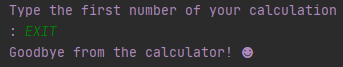 Type the first number of your calculation
: EXIT
Goodbye from the calculator! ☻